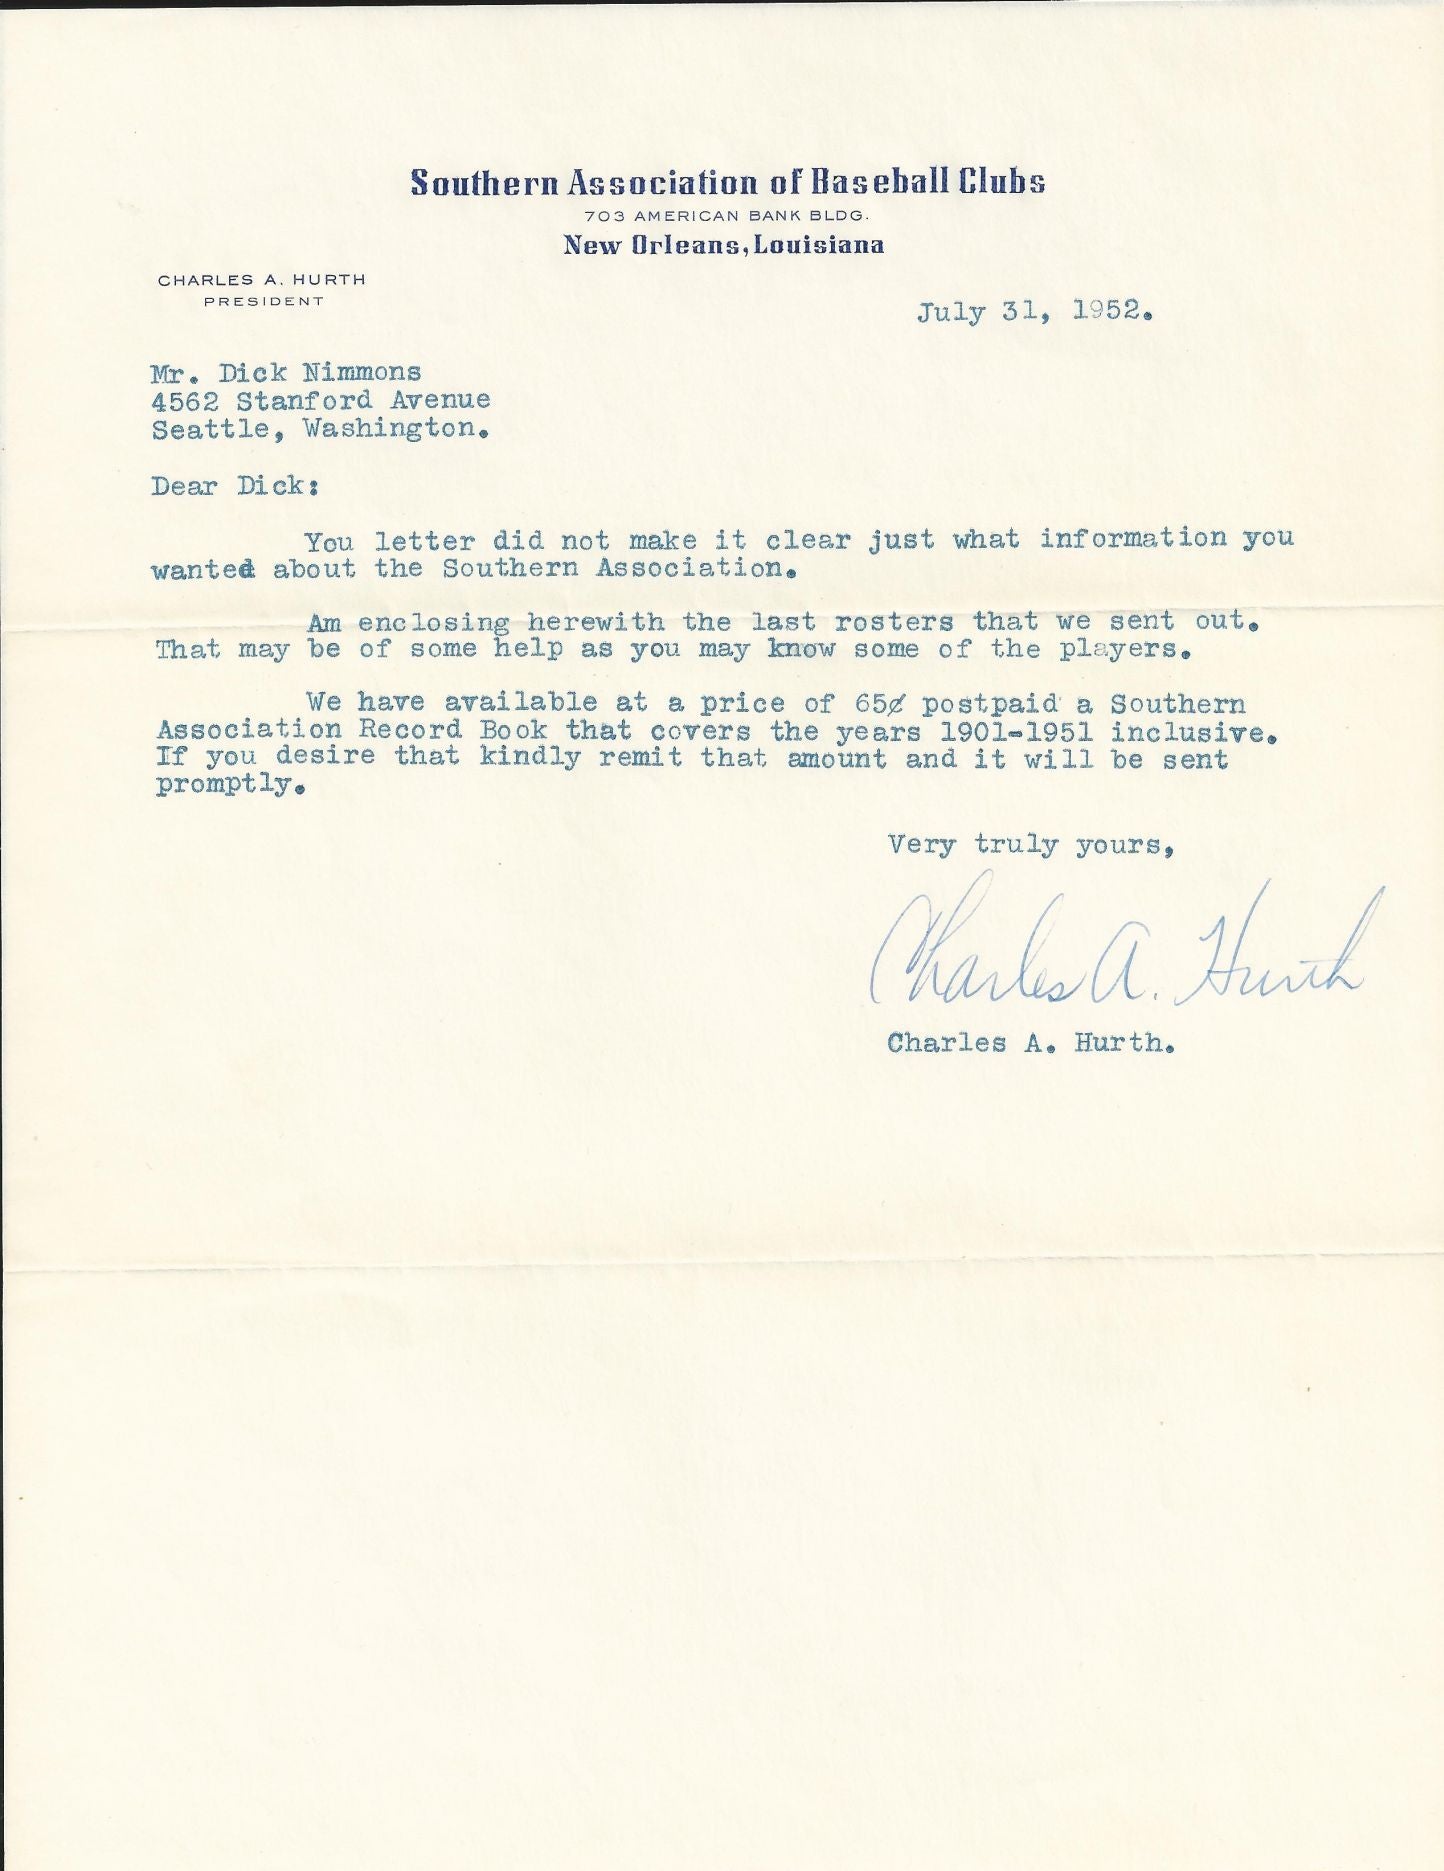 Southern Association of Baseball Clubs
703 AMERICAN BANK BLDG.
New Orleans, Louisiana
CHARLES A. HURTH
PRESIDENT
July 31, 1952.
Mr. Dick Nimmons
4562 Stanford Avenue
Seattle, Washington.
Dear Dick:
You letter did not make it clear just what information you
wanted about the Southern Association.
Am enclosing herewith the last rosters that we sent out.
That may be of some help as you may know some of the players.
We have available at a price of 65¢ postpaid a Southern
Association Record Book that covers the years 1901-1951 inclusive.
If you desire that kindly remit that amount and it will be sent
promptly.
Very truly yours,
Charles A. Hurth
Charles A. Hurth.